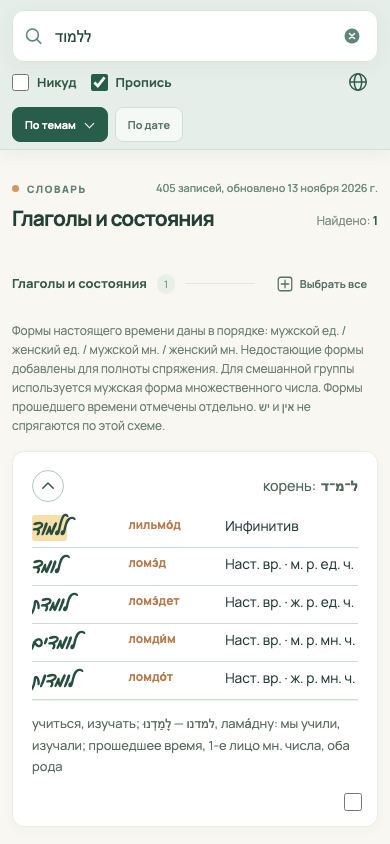 ללמוד
Никуд
Пропись
По темам
По дате
СЛОВАРЬ
405 записей, обновлено 13 ноября 2026 г.
Глаголы и состояния
Найдено: 1
Глаголы и состояния 1
Выбрать все
Формы настоящего времени даны в порядке: мужской ед. /
женский ед. / мужской мн. / женский мн. Недостающие формы
добавлены для полноты спряжения. Для смешанной группы
используется мужская форма множественного числа. Формы
прошедшего времени отмечены отдельно. יש и אין не
спрягаются по этой схеме.
корень: ל־מ־ד
ללמוד лильмо́д Инфинитив
לומד ломэ́д Наст. вр. · м. р. ед. ч.
לומדת ломэ́дет Наст. вр. · ж. р. ед. ч.
לומדים ломди́м Наст. вр. · м. р. мн. ч.
לומדות ломдо́т Наст. вр. · ж. р. мн. ч.
учиться, изучать; למדנו — לָמַדְנוּ, лама́дну: мы учили,
изучали; прошедшее время, 1-е лицо мн. числа, оба
рода